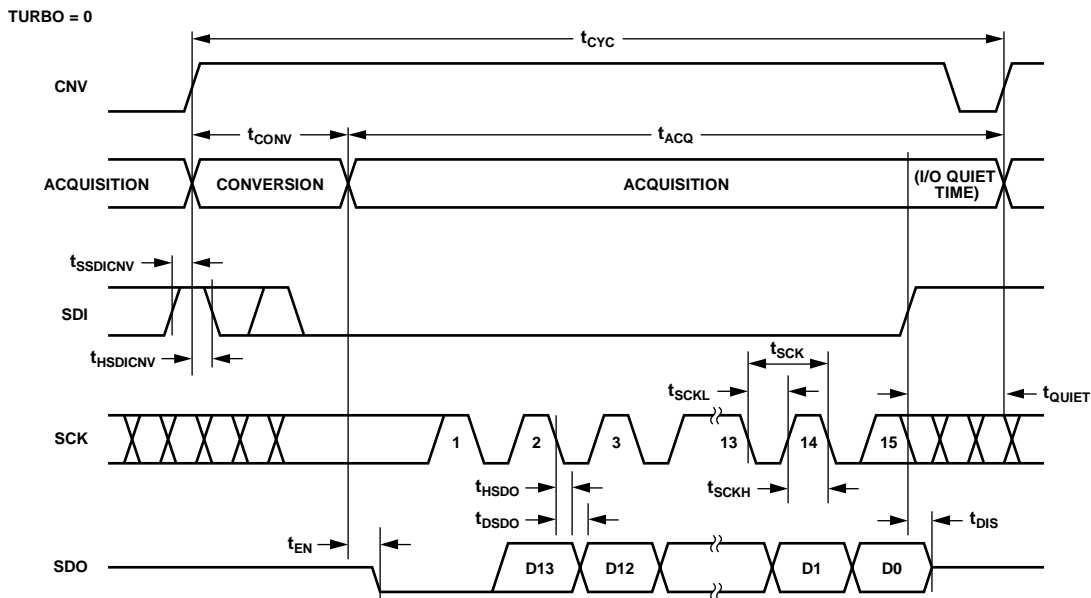 TURBO = 0
tCYC
CNV
tCONV
tACQ
ACQUISITION
CONVERSION
ACQUISITION
(I/O QUIET
TIME)
tSSDICNV
SDI
tHSDICNV
tSCK
tSCKL
tQUIET
SCK
1
2
3
13
14
15
tHSDO
tSCKH
tDSDO
tDIS
tEN
SDO
D13
D12
D1
D0